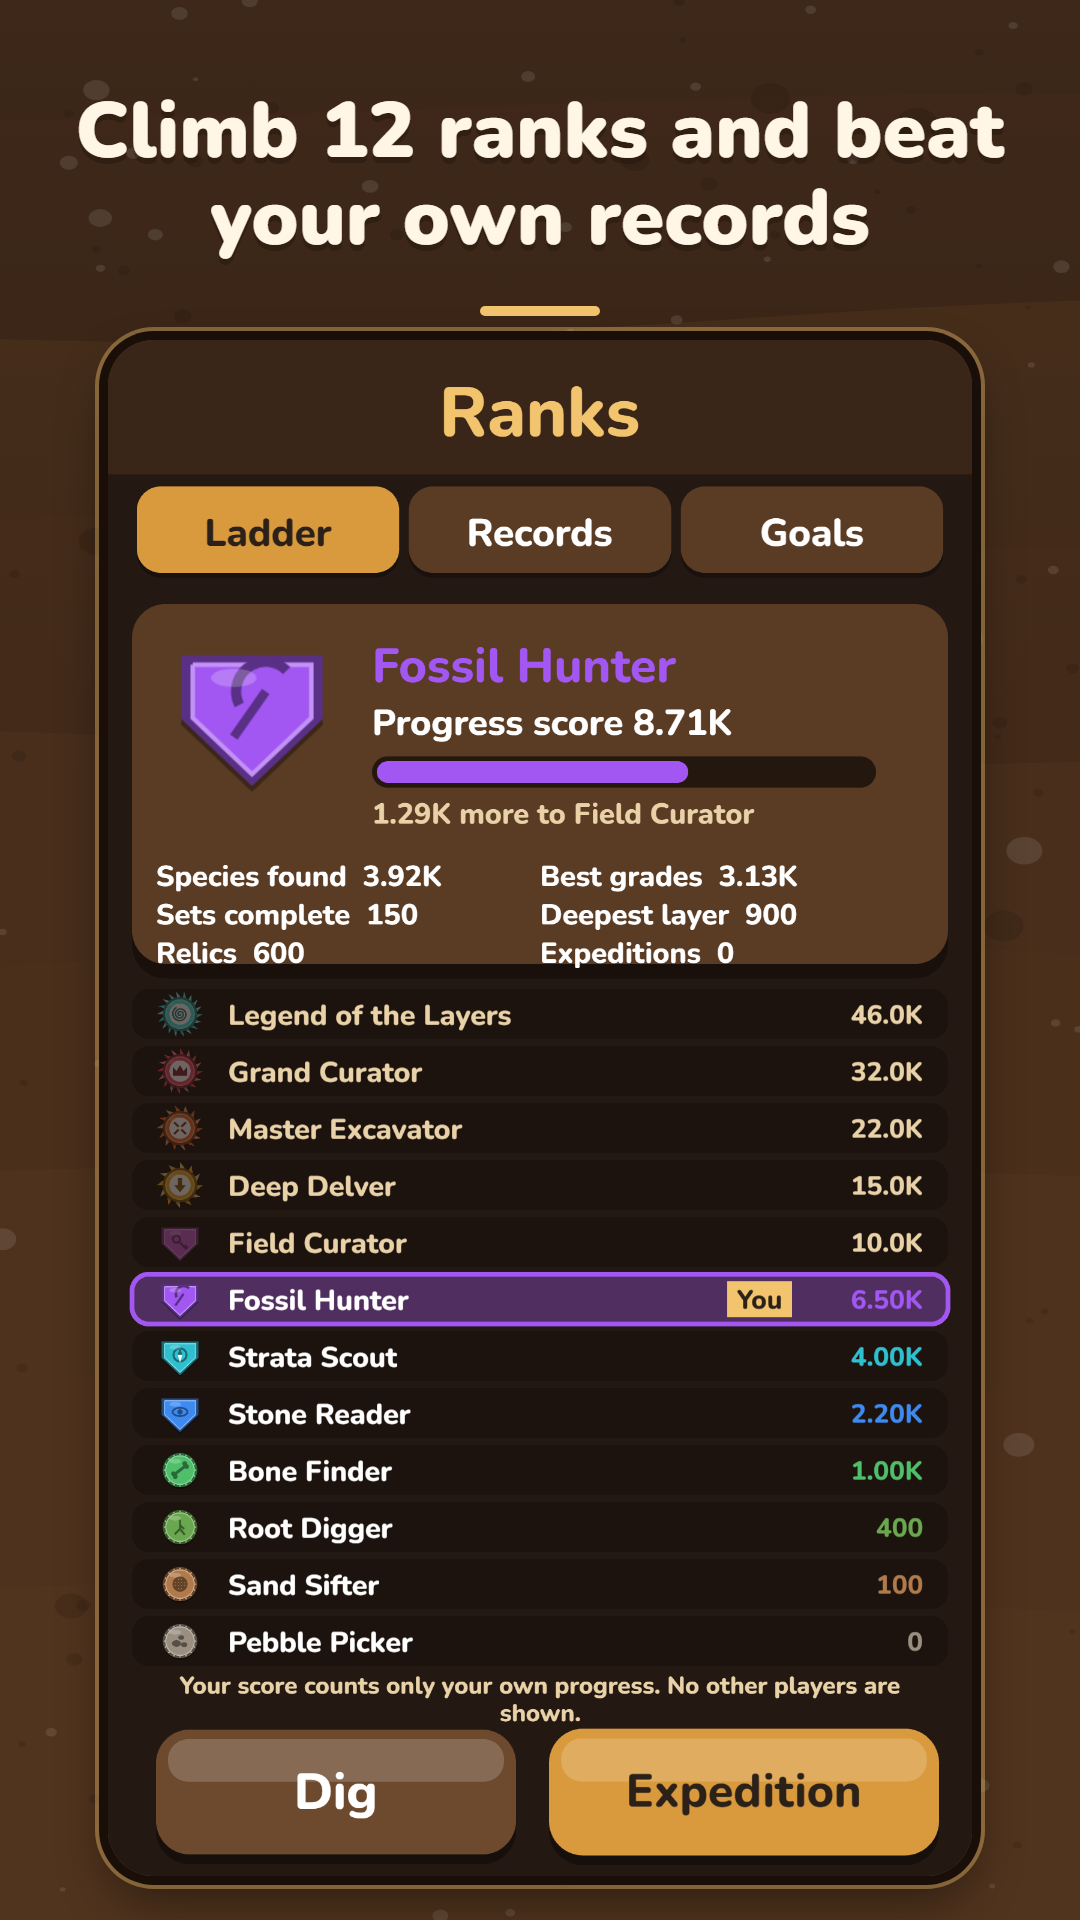 Climb 12 ranks and beat
your own records
Ranks
Ladder
Records
Goals
Fossil Hunter
Progress score 8.71K
1.29K more to Field Curator
Species found 3.92K
Best grades 3.13K
Sets complete 150
Deepest layer 900
Relics 600
Expeditions 0
Legend of the Layers 46.0K
Grand Curator 32.0K
Master Excavator 22.0K
Deep Delver 15.0K
Field Curator 10.0K
Fossil Hunter You 6.50K
Strata Scout 4.00K
Stone Reader 2.20K
Bone Finder 1.00K
Root Digger 400
Sand Sifter 100
Pebble Picker 0
Your score counts only your own progress. No other players are
shown.
Dig
Expedition